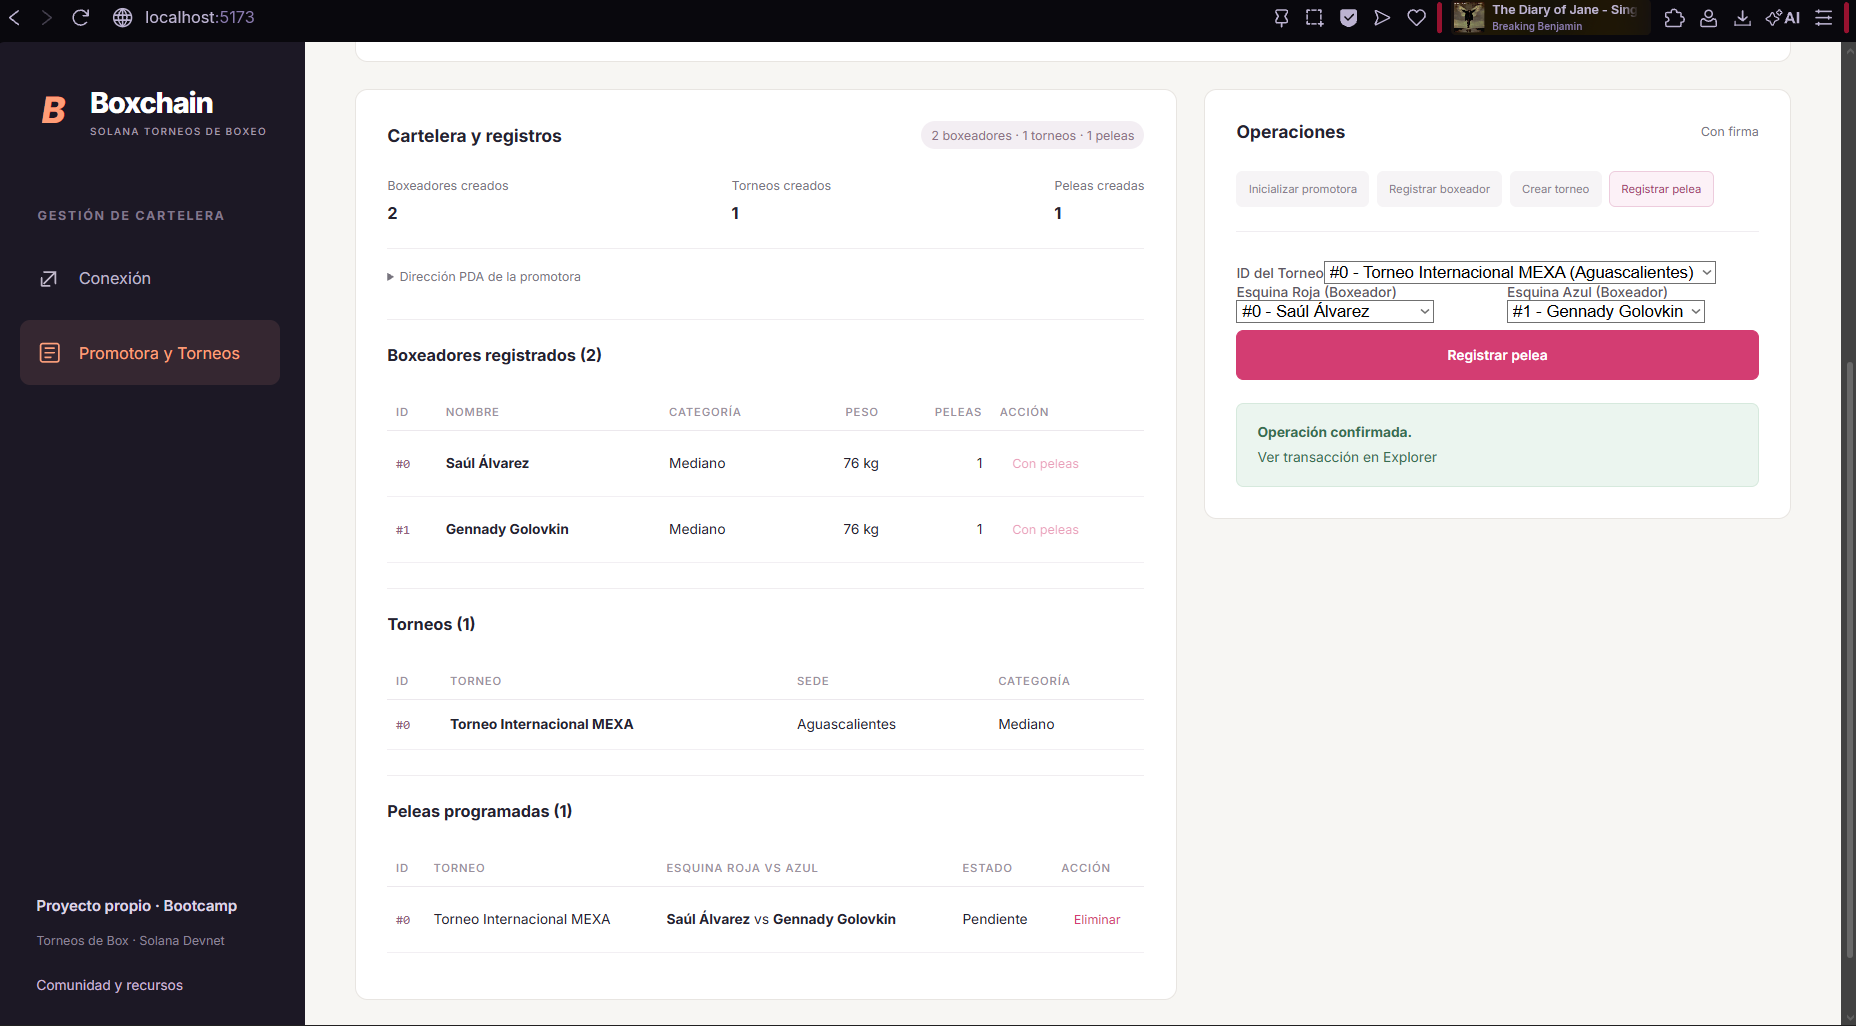 localhost:5173
The Diary of Jane - Sing
Breaking Benjamin
AI
B
Boxchain
SOLANA TORNEOS DE BOXEO
GESTIÓN DE CARTELERA
Conexión
Promotora y Torneos
Proyecto propio · Bootcamp
Torneos de Box · Solana Devnet
Comunidad y recursos
Cartelera y registros
2 boxeadores · 1 torneos · 1 peleas
Boxeadores creados
Torneos creados
Peleas creadas
2
1
1
Dirección PDA de la promotora
Boxeadores registrados (2)
ID NOMBRE CATEGORÍA PESO PELEAS ACCIÓN
#0 Saúl Álvarez Mediano 76 kg 1 Con peleas
#1 Gennady Golovkin Mediano 76 kg 1 Con peleas
Torneos (1)
ID TORNEO SEDE CATEGORÍA
#0 Torneo Internacional MEXA Aguascalientes Mediano
Peleas programadas (1)
ID TORNEO ESQUINA ROJA VS AZUL ESTADO ACCIÓN
#0 Torneo Internacional MEXA Saúl Álvarez vs Gennady Golovkin Pendiente Eliminar
Operaciones
Con firma
Inicializar promotora
Registrar boxeador
Crear torneo
Registrar pelea
ID del Torneo #0 - Torneo Internacional MEXA (Aguascalientes)
Esquina Roja (Boxeador) Esquina Azul (Boxeador)
#0 - Saúl Álvarez #1 - Gennady Golovkin
Registrar pelea
Operación confirmada.
Ver transacción en Explorer